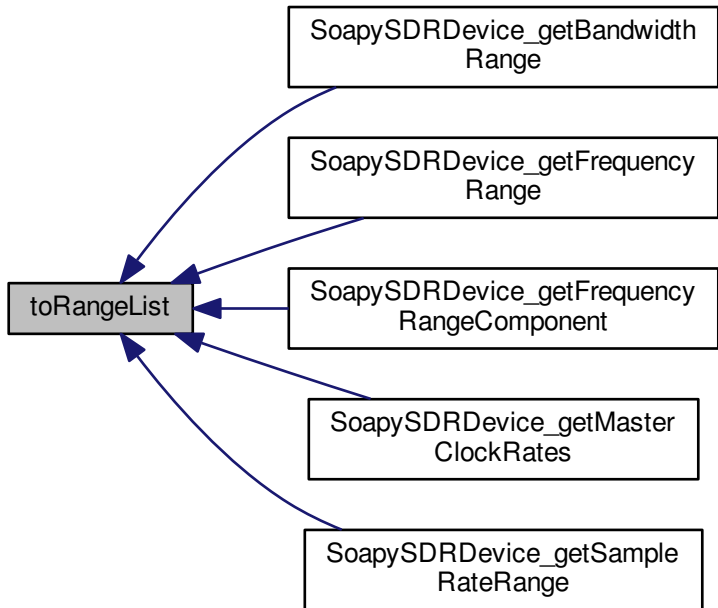 SoapySDRDevice_getBandwidth
Range
SoapySDRDevice_getFrequency
Range
toRangeList
SoapySDRDevice_getFrequency
RangeComponent
SoapySDRDevice_getMaster
ClockRates
SoapySDRDevice_getSample
RateRange